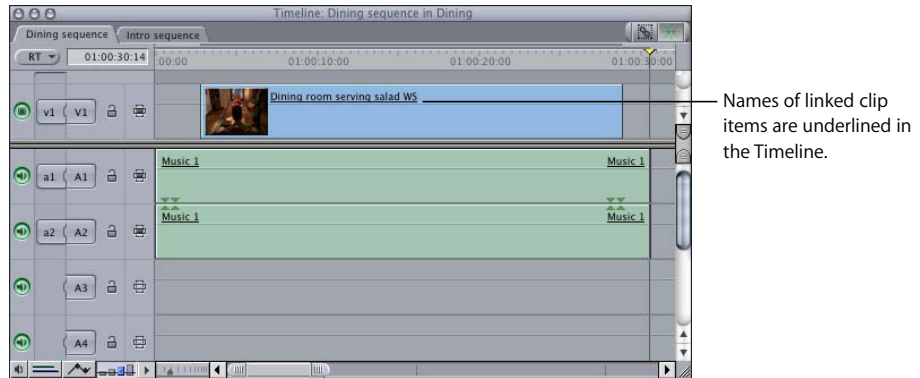 Timeline: Dining sequence in Dining
Dining sequence Intro sequence
RT 01:00:30:14 :00:00 01:00:10:00 01:00:20:00 01:00:30:00
v1 V1 Dining room serving salad WS
Names of linked clip
items are underlined in
the Timeline.
a1 A1 Music 1 Music 1
a2 A2 Music 1 Music 1
A3
A4